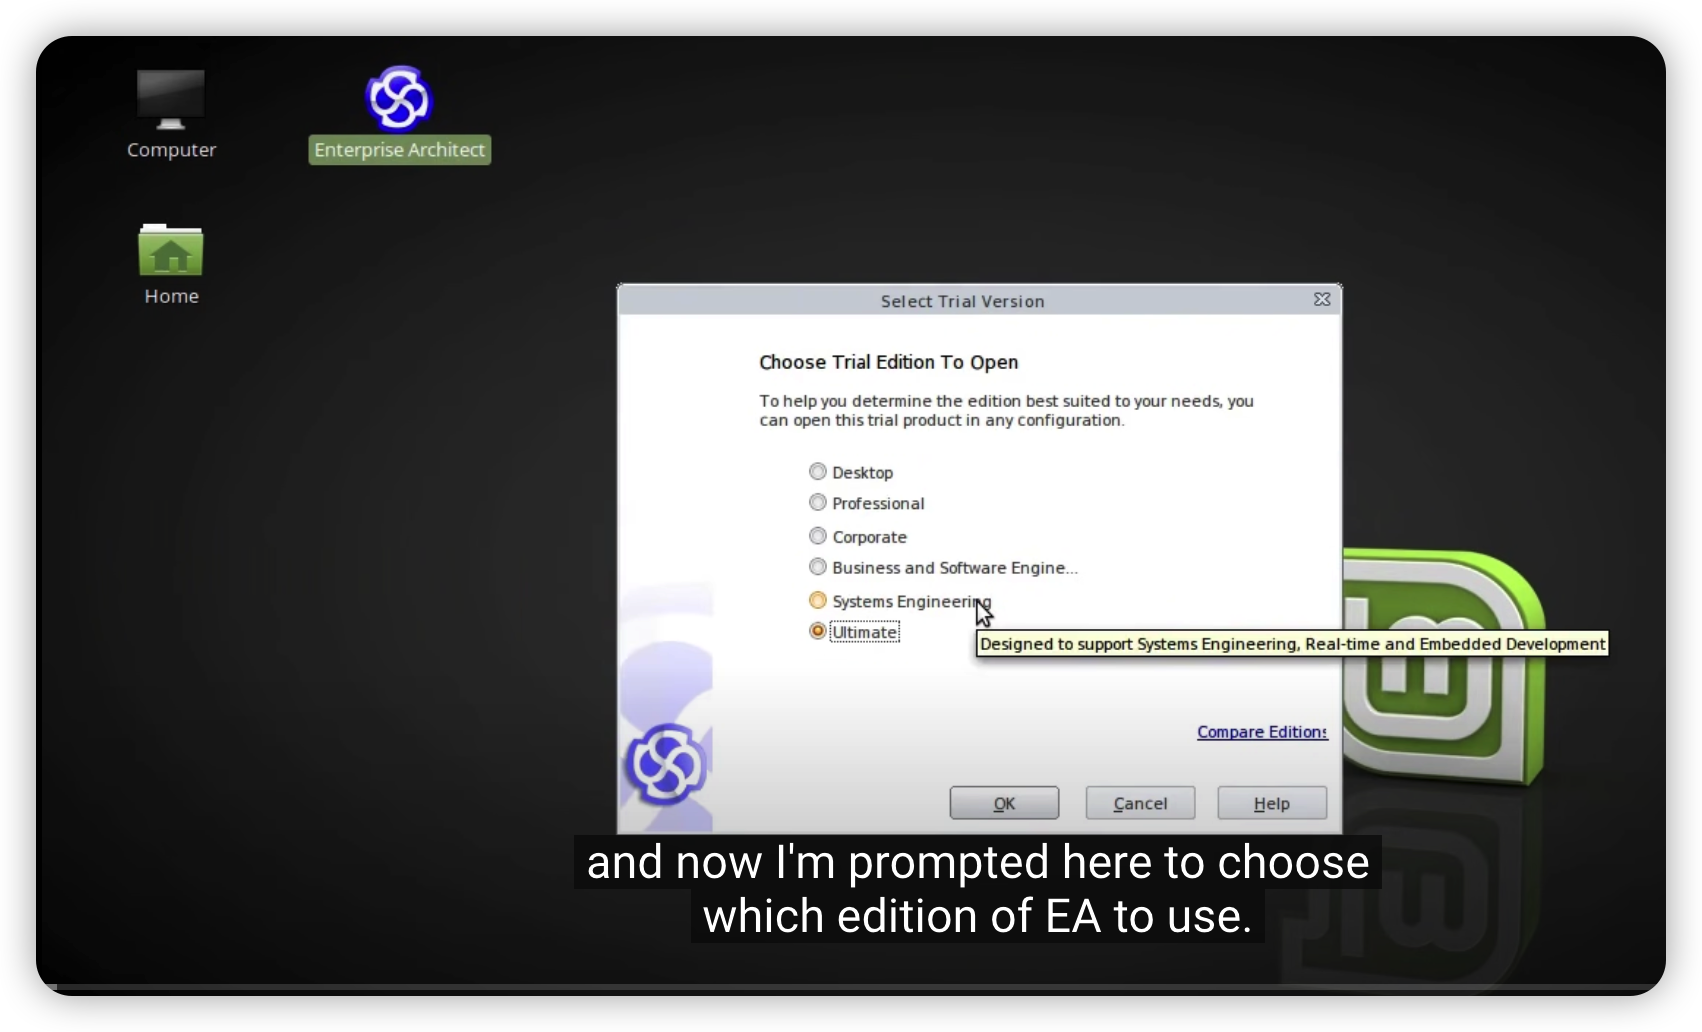 Computer
Enterprise Architect
Home
Select Trial Version
Choose Trial Edition To Open
To help you determine the edition best suited to your needs, you
can open this trial product in any configuration.
Desktop
Professional
Corporate
Business and Software Engine...
Systems Engineering
Ultimate
Designed to support Systems Engineering, Real-time and Embedded Development
Compare Editions
OK
Cancel
Help
and now I'm prompted here to choose
which edition of EA to use.